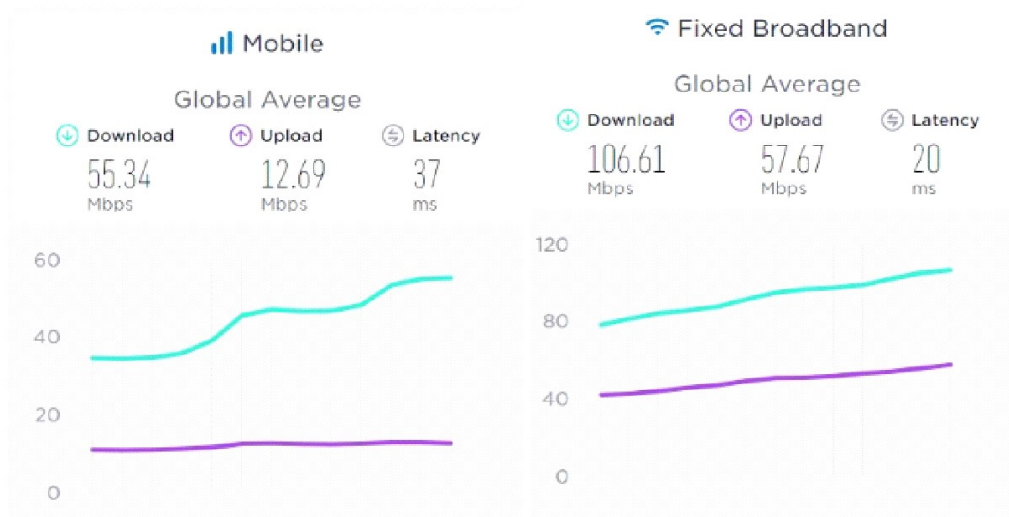 Mobile
Global Average
Download Upload Latency
55.34 12.69 37
Mbps Mbps ms
60
40
20
0
Fixed Broadband
Global Average
Download Upload Latency
106.61 57.67 20
Mbps Mbps ms
120
80
40
0